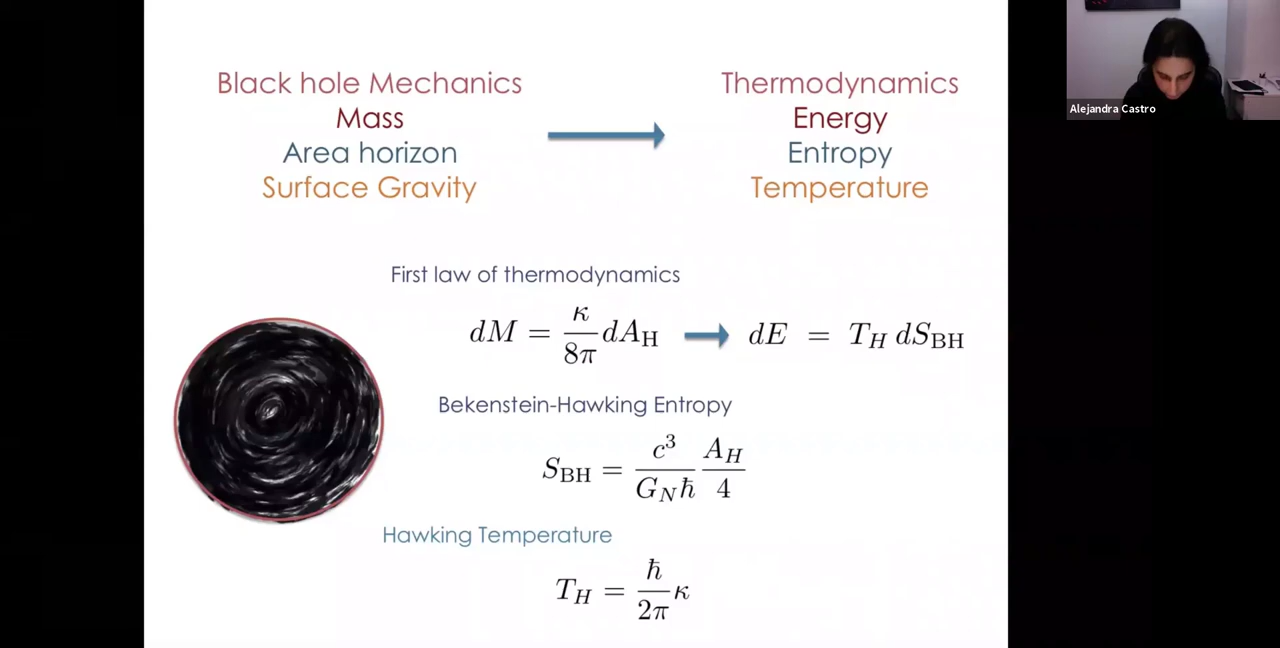 Black hole Mechanics
Mass
Area horizon
Surface Gravity
Thermodynamics
Energy
Entropy
Temperature
Alejandra Castro
First law of thermodynamics
dM = κ/8π dA_H → dE = T_H dS_BH
Bekenstein-Hawking Entropy
S_BH = c³/G_Nħ A_H/4
Hawking Temperature
T_H = ħ/2π κ